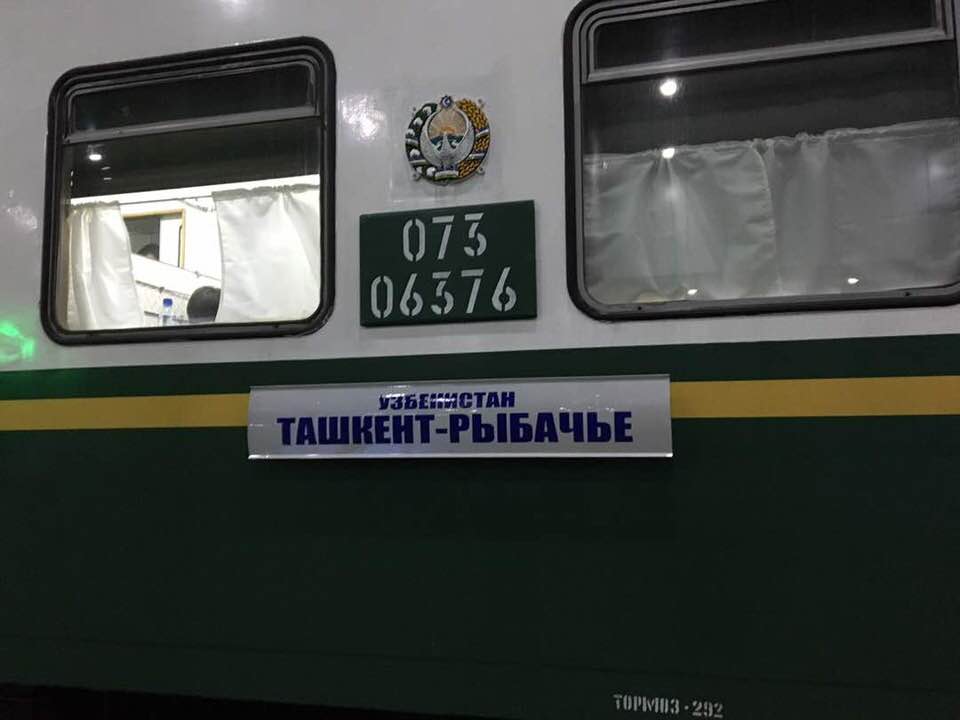 073
06376
УЗБЕКИСТАН
ТАШКЕНТ-РЫБАЧЬЕ
ТОРМОЗ-292